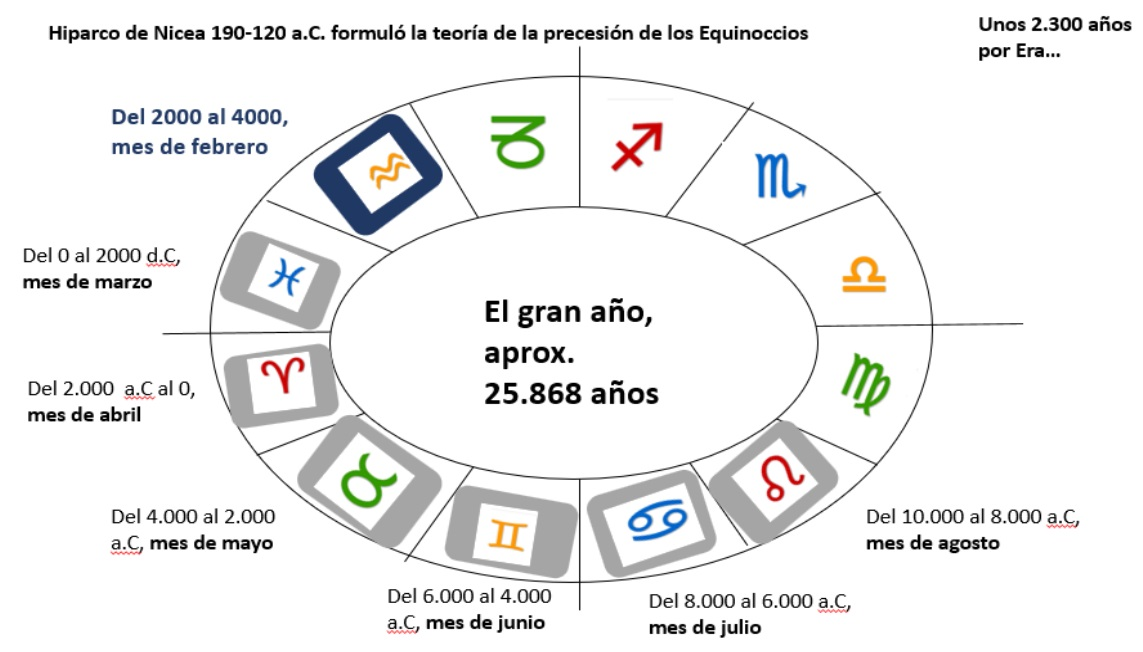 Hiparco de Nicea 190-120 a.C. formuló la teoría de la precesión de los Equinoccios
Unos 2.300 años
por Era...
Del 2000 al 4000,
mes de febrero
Del 0 al 2000 d.C,
mes de marzo
El gran año,
aprox.
25.868 años
Del 2.000 a.C al 0,
mes de abril
Del 4.000 al 2.000
a.C, mes de mayo
Del 10.000 al 8.000 a.C,
mes de agosto
Del 6.000 al 4.000
a.C, mes de junio
Del 8.000 al 6.000 a.C,
mes de julio